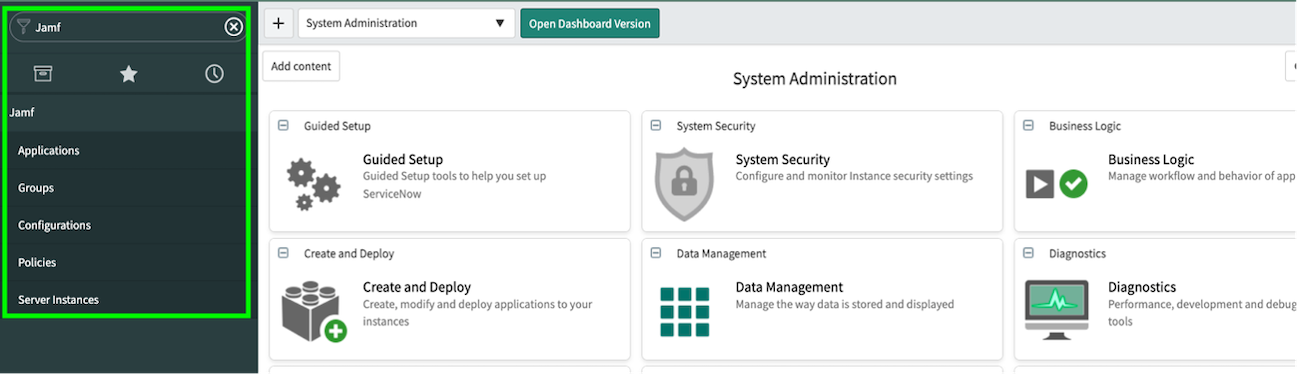 Jamf
System Administration
Open Dashboard Version
Add content
System Administration
Jamf
Applications
Groups
Configurations
Policies
Server Instances
Guided Setup
Guided Setup
Guided Setup tools to help you set up
ServiceNow
System Security
System Security
Configure and monitor Instance security settings
Business Logic
Business Logic
Manage workflow and behavior of app
Create and Deploy
Create and Deploy
Create, modify and deploy applications to your
instances
Data Management
Data Management
Manage the way data is stored and displayed
Diagnostics
Diagnostics
Performance, development and debug
tools